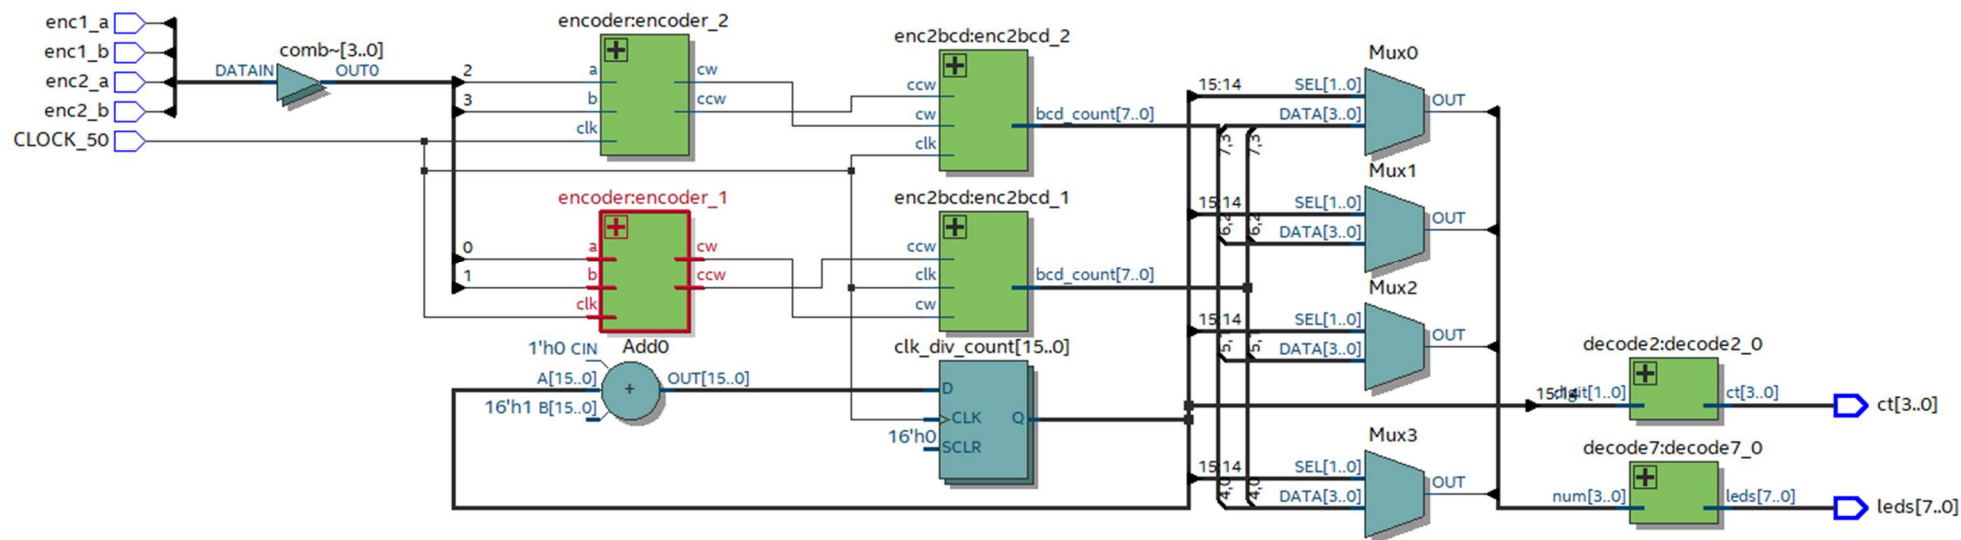 enc1_a
enc1_b
enc2_a
enc2_b
CLOCK_50
comb~[3..0]
DATAIN OUT0
2
3
0
1
encoder:encoder_2
a cw
b ccw
clk
encoder:encoder_1
a cw
b ccw
clk
Add0
1'h0 CIN
A[15..0] OUT[15..0]
16'h1 B[15..0]
+
enc2bcd:enc2bcd_2
ccw
cw bcd_count[7..0]
clk
enc2bcd:enc2bcd_1
ccw
clk bcd_count[7..0]
cw
clk_div_count[15..0]
D
CLK Q
16'h0 SCLR
Mux0
15:14 SEL[1..0] OUT
DATA[3..0]
7,3 7,3
Mux1
15:14 SEL[1..0] OUT
DATA[3..0]
6,2 6,2
Mux2
15:14 SEL[1..0] OUT
DATA[3..0]
Mux3
15:14 SEL[1..0] OUT
DATA[3..0]
4,0 4,0
decode2:decode2_0
15:14 digit[1..0] ct[3..0]
ct[3..0]
decode7:decode7_0
num[3..0] leds[7..0]
leds[7..0]